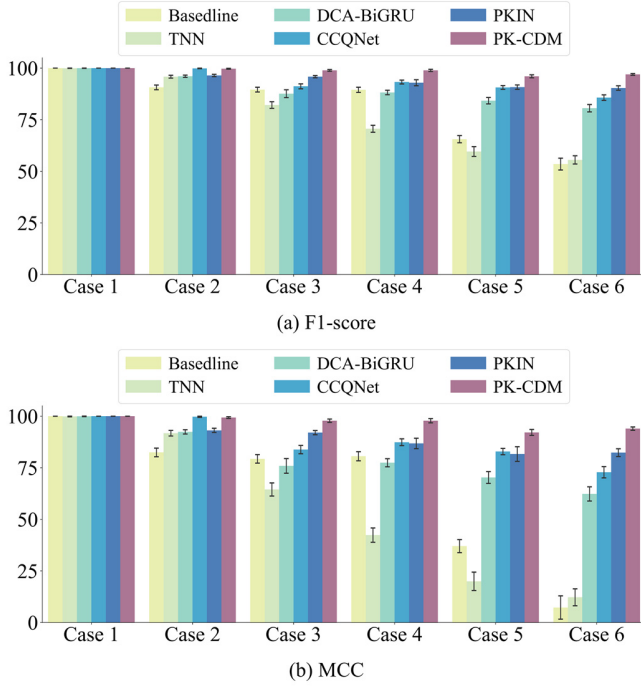 Basedline DCA-BiGRU PKIN
TNN CCQNet PK-CDM
100
75
50
25
0
Case 1 Case 2 Case 3 Case 4 Case 5 Case 6
(a) F1-score
Basedline DCA-BiGRU PKIN
TNN CCQNet PK-CDM
100
75
50
25
0
Case 1 Case 2 Case 3 Case 4 Case 5 Case 6
(b) MCC